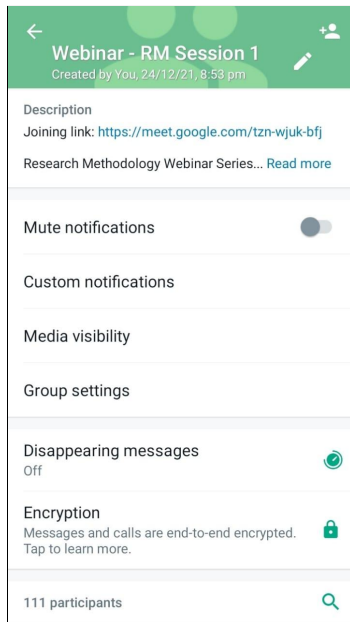 Webinar - RM Session 1
Created by You, 24/12/21, 8:53 pm
Description
Joining link: https://meet.google.com/tzn-wjuk-bfj
Research Methodology Webinar Series... Read more
Mute notifications
Custom notifications
Media visibility
Group settings
Disappearing messages
Off
Encryption
Messages and calls are end-to-end encrypted.
Tap to learn more.
111 participants